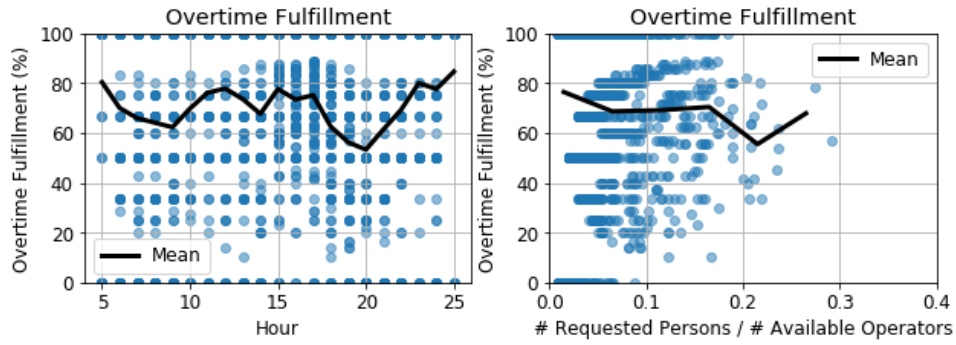 Overtime Fulfillment
Overtime Fulfillment (%)
100
80
60
40
20
0
Mean
5
10
15
20
25
Hour
Overtime Fulfillment
Overtime Fulfillment (%)
100
80
60
40
20
0
Mean
0.0
0.1
0.2
0.3
0.4
# Requested Persons / # Available Operators